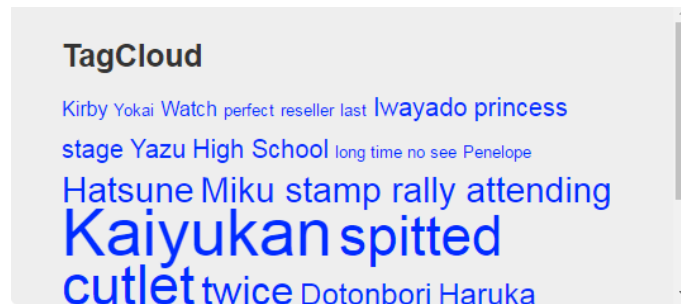 TagCloud
Kirby Yokai Watch perfect reseller last Iwayado princess
stage Yazu High School long time no see Penelope
Hatsune Miku stamp rally attending
Kaiyukan spitted
cutlet twice Dotonbori Haruka